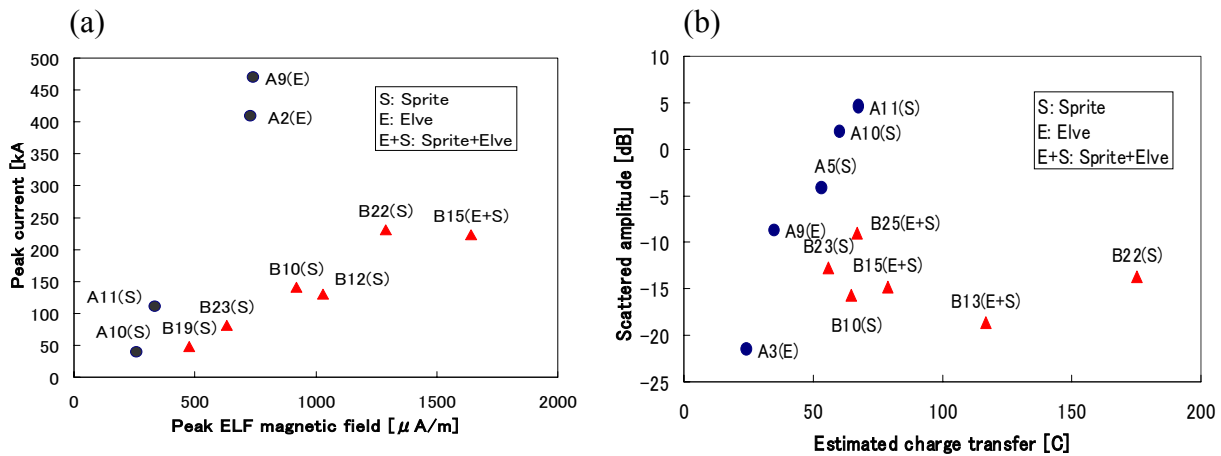 (a)
500
450
400
350
300
250
200
150
100
50
0
Peak current [kA
A9(E)
A2(E)
S: Sprite
E: Elve
E+S: Sprite+Elve
B22(S)
B15(E+S)
B10(S)
B12(S)
A11(S)
B23(S)
A10(S)
B19(S)
0
500
1000
1500
2000
Peak ELF magnetic field [μA/m]
(b)
10
5
0
-5
-10
-15
-20
-25
Scattered amplitude [dB]
A11(S)
A10(S)
A5(S)
S: Sprite
E: Elve
E+S: Sprite+Elve
B25(E+S)
A9(E)
B23(S)
B15(E+S)
B22(S)
B13(E+S)
B10(S)
A3(E)
0
50
100
150
200
Estimated charge transfer [C]